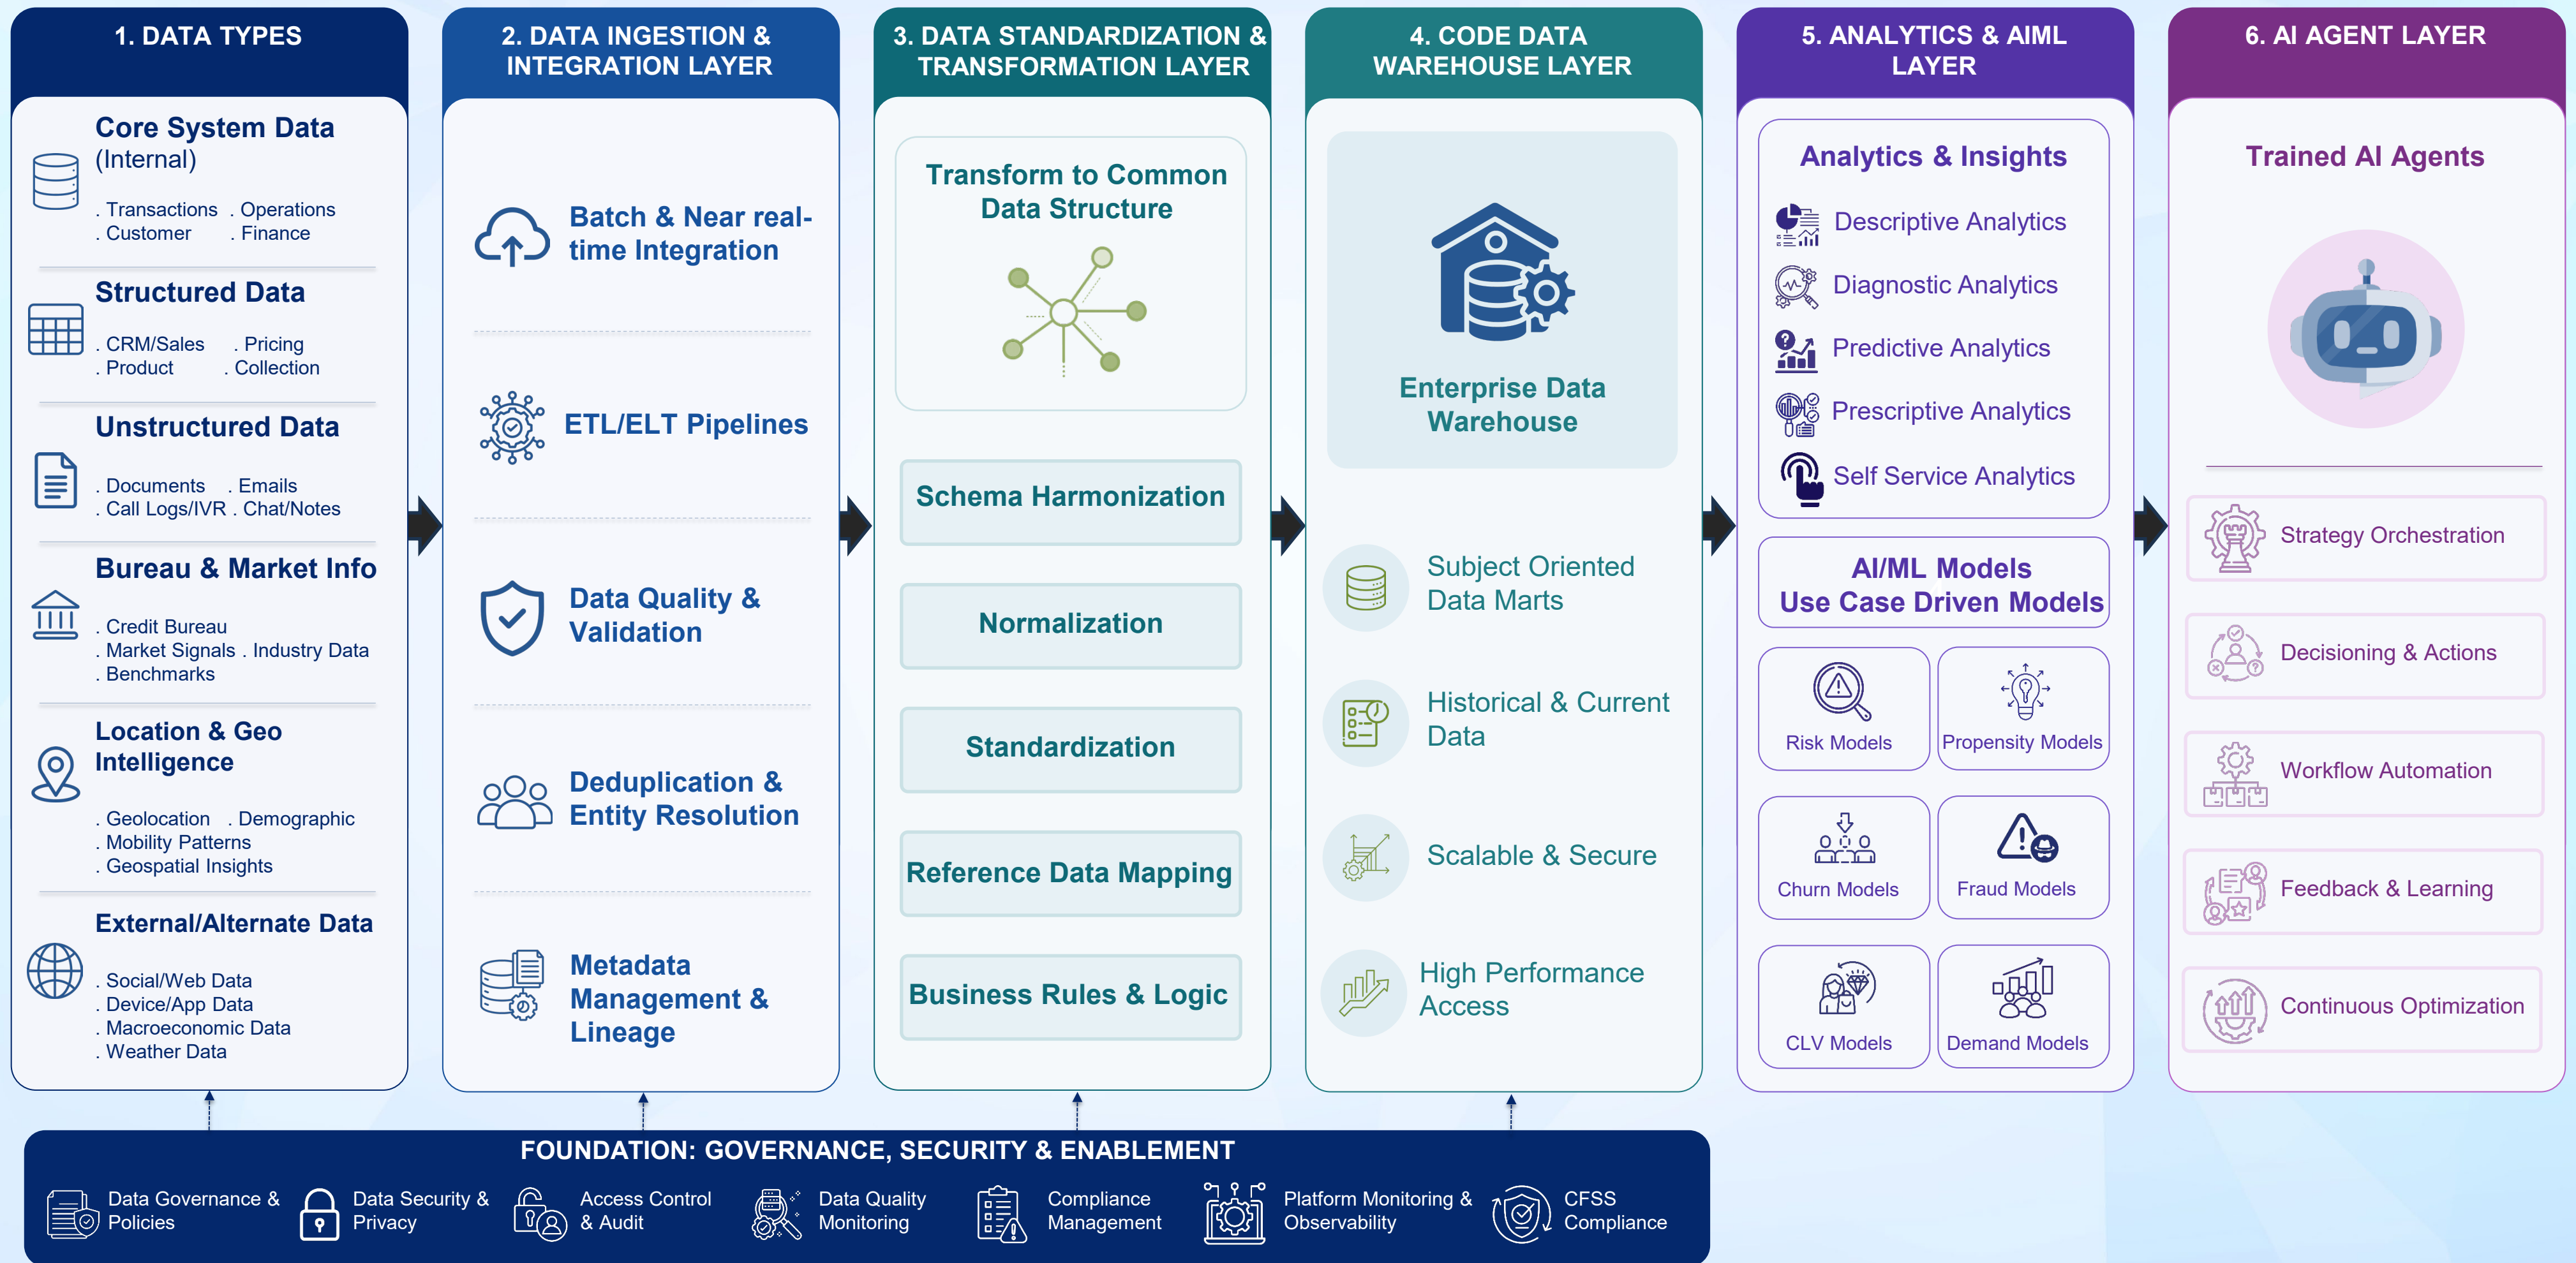 1. DATA TYPES
Core System Data
(Internal)
. Transactions . Operations
. Customer . Finance
Structured Data
. CRM/Sales . Pricing
. Product . Collection
Unstructured Data
. Documents . Emails
. Call Logs/IVR . Chat/Notes
Bureau & Market Info
. Credit Bureau
. Market Signals . Industry Data
. Benchmarks
Location & Geo
Intelligence
. Geolocation . Demographic
. Mobility Patterns
. Geospatial Insights
External/Alternate Data
. Social/Web Data
. Device/App Data
. Macroeconomic Data
. Weather Data
2. DATA INGESTION &
INTEGRATION LAYER
Batch & Near real-
time Integration
ETL/ELT Pipelines
Data Quality &
Validation
Deduplication &
Entity Resolution
Metadata
Management &
Lineage
3. DATA STANDARDIZATION &
TRANSFORMATION LAYER
Transform to Common
Data Structure
Schema Harmonization
Normalization
Standardization
Reference Data Mapping
Business Rules & Logic
4. CODE DATA
WAREHOUSE LAYER
Enterprise Data
Warehouse
Subject Oriented
Data Marts
Historical & Current
Data
Scalable & Secure
High Performance
Access
5. ANALYTICS & AIML
LAYER
Analytics & Insights
Descriptive Analytics
Diagnostic Analytics
Predictive Analytics
Prescriptive Analytics
Self Service Analytics
AI/ML Models
Use Case Driven Models
Risk Models
Propensity Models
Churn Models
Fraud Models
CLV Models
Demand Models
6. AI AGENT LAYER
Trained AI Agents
Strategy Orchestration
Decisioning & Actions
Workflow Automation
Feedback & Learning
Continuous Optimization
FOUNDATION: GOVERNANCE, SECURITY & ENABLEMENT
Data Governance &
Policies
Data Security &
Privacy
Access Control
& Audit
Data Quality
Monitoring
Compliance
Management
Platform Monitoring &
Observability
CFSS
Compliance